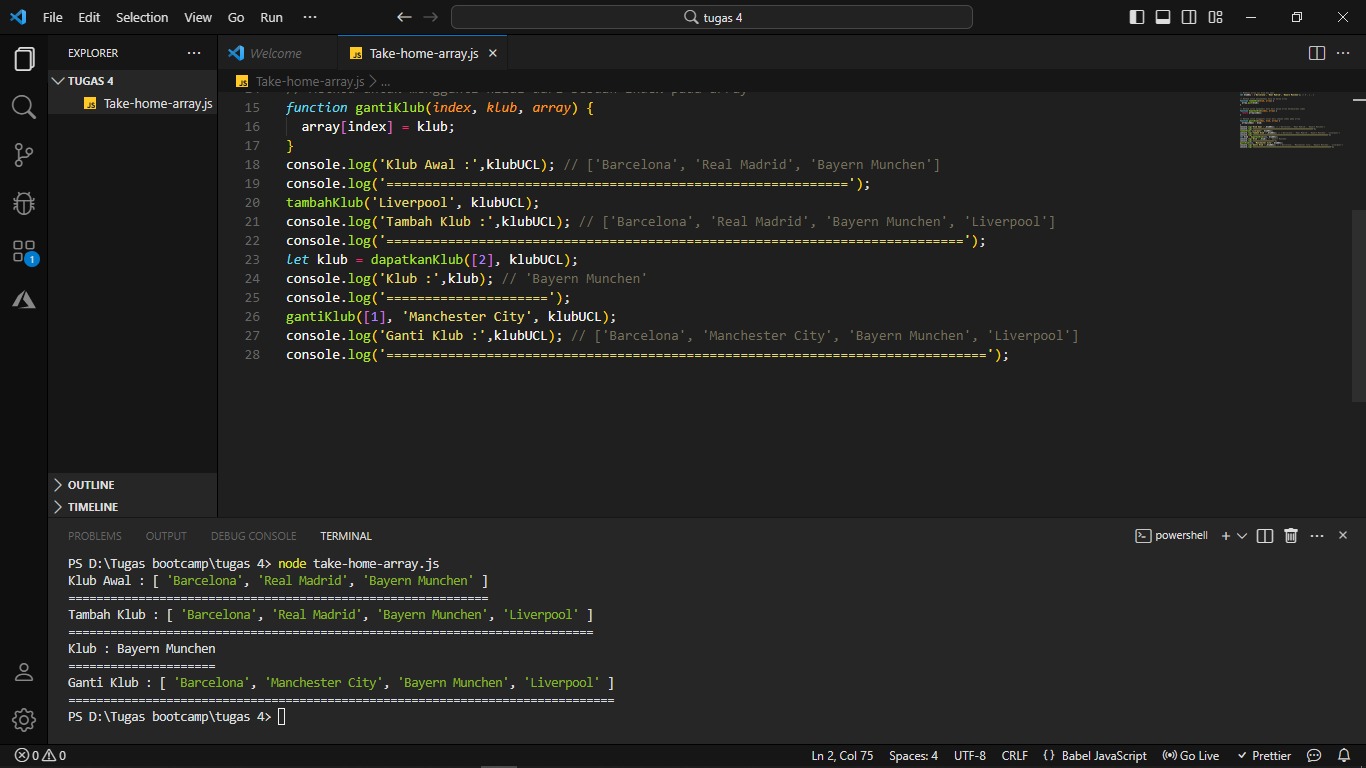 File Edit Selection View Go Run ··· tugas 4
EXPLORER ···
TUGAS 4
JS Take-home-array.js
OUTLINE
TIMELINE
1
Welcome JS Take-home-array.js
JS Take-home-array.js > ...
15 function gantiKlub(index, klub, array) {
16 array[index] = klub;
17 }
18 console.log('Klub Awal :',klubUCL); // ['Barcelona', 'Real Madrid', 'Bayern Munchen']
19 console.log('============================================================');
20 tambahKlub('Liverpool', klubUCL);
21 console.log('Tambah Klub :',klubUCL); // ['Barcelona', 'Real Madrid', 'Bayern Munchen', 'Liverpool']
22 console.log('===========================================================================');
23 let klub = dapatkanKlub([2], klubUCL);
24 console.log('Klub :',klub); // 'Bayern Munchen'
25 console.log('=====================');
26 gantiKlub([1], 'Manchester City', klubUCL);
27 console.log('Ganti Klub :',klubUCL); // ['Barcelona', 'Manchester City', 'Bayern Munchen', 'Liverpool']
28 console.log('==============================================================================');
PROBLEMS OUTPUT DEBUG CONSOLE TERMINAL powershell
PS D:\Tugas bootcamp\tugas 4> node take-home-array.js
Klub Awal : [ 'Barcelona', 'Real Madrid', 'Bayern Munchen' ]
============================================================
Tambah Klub : [ 'Barcelona', 'Real Madrid', 'Bayern Munchen', 'Liverpool' ]
===========================================================================
Klub : Bayern Munchen
=====================
Ganti Klub : [ 'Barcelona', 'Manchester City', 'Bayern Munchen', 'Liverpool' ]
==============================================================================
PS D:\Tugas bootcamp\tugas 4>
0 0 Ln 2, Col 75 Spaces: 4 UTF-8 CRLF {} Babel JavaScript Go Live Prettier